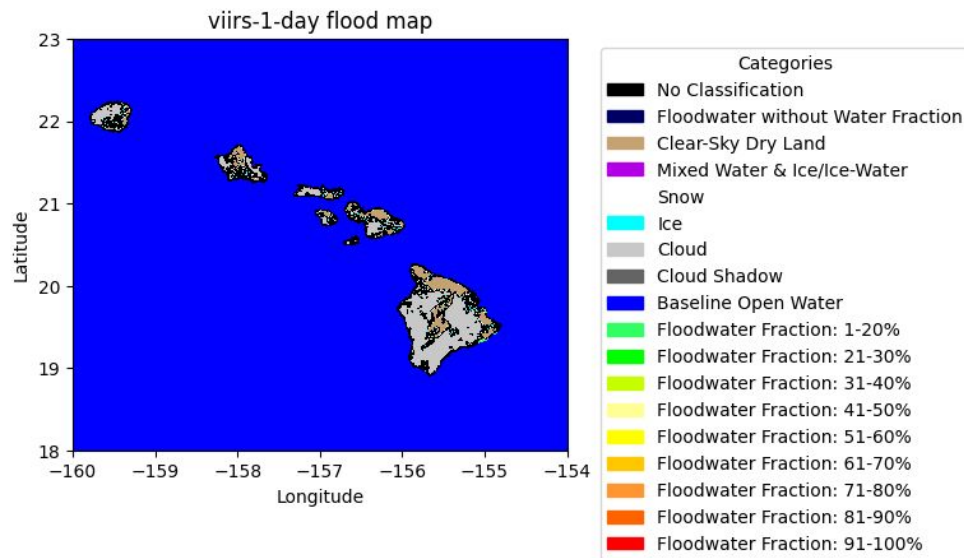 viirs-1-day flood map
23
22
21
20
19
18
Latitude
−160
−159
−158
−157
−156
−155
−154
Longitude
Categories
No Classification
Floodwater without Water Fraction
Clear-Sky Dry Land
Mixed Water & Ice/Ice-Water
Snow
Ice
Cloud
Cloud Shadow
Baseline Open Water
Floodwater Fraction: 1-20%
Floodwater Fraction: 21-30%
Floodwater Fraction: 31-40%
Floodwater Fraction: 41-50%
Floodwater Fraction: 51-60%
Floodwater Fraction: 61-70%
Floodwater Fraction: 71-80%
Floodwater Fraction: 81-90%
Floodwater Fraction: 91-100%